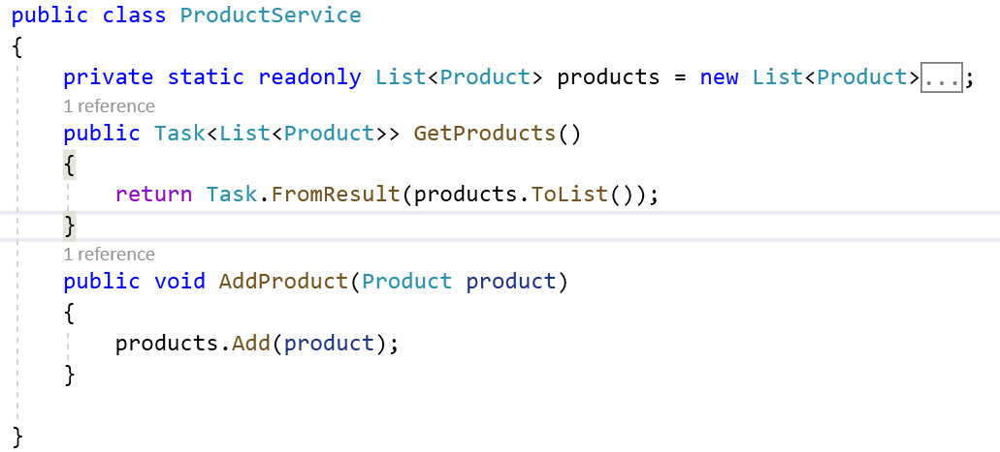 public class ProductService
{
    private static readonly List<Product> products = new List<Product>...;
    1 reference
    public Task<List<Product>> GetProducts()
    {
        return Task.FromResult(products.ToList());
    }
    1 reference
    public void AddProduct(Product product)
    {
        products.Add(product);
    }
}